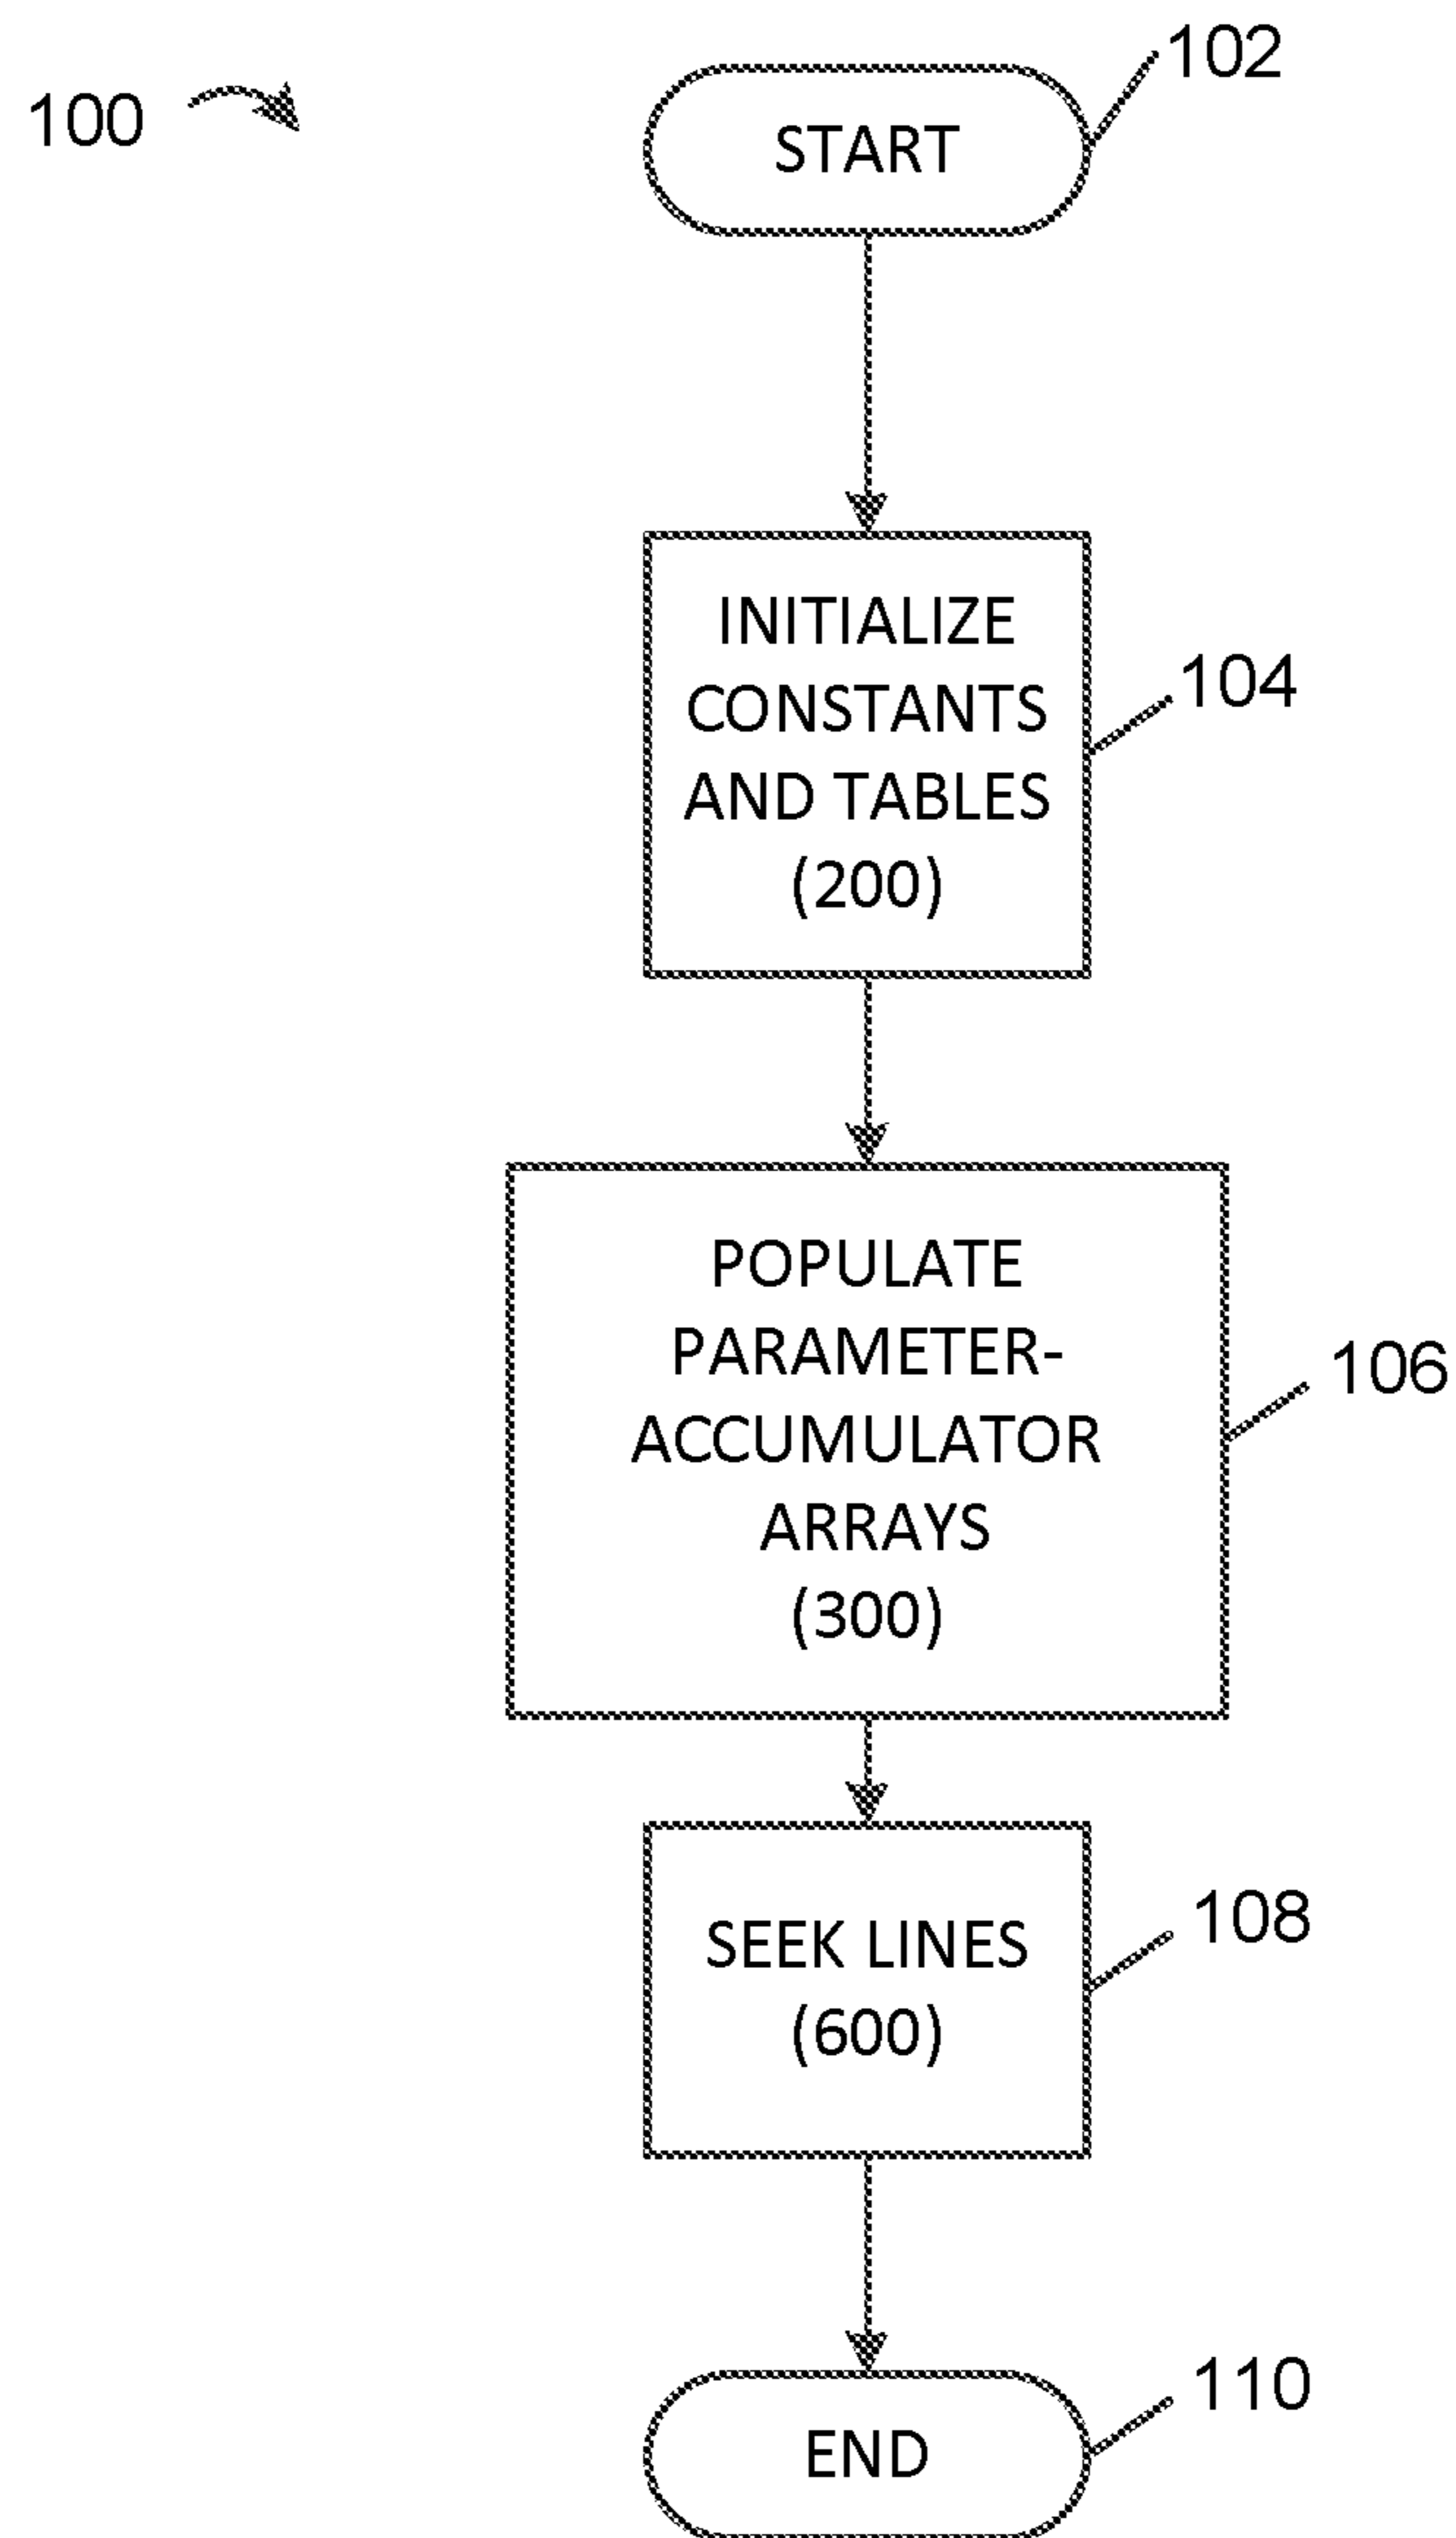 100
102
START
INITIALIZE
CONSTANTS
AND TABLES
(200)
104
POPULATE
PARAMETER-
ACCUMULATOR
ARRAYS
(300)
106
SEEK LINES
(600)
108
END
110